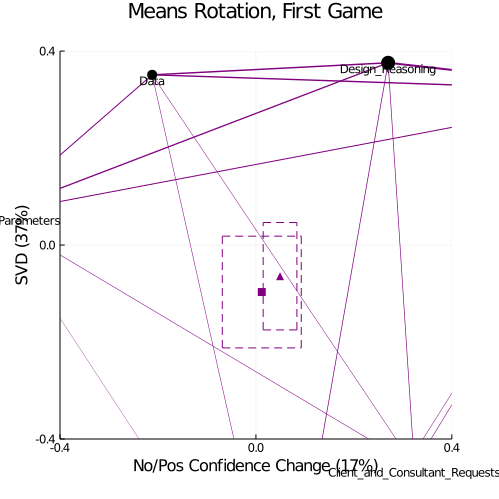 Means Rotation, First Game
0.4
Design_Reasoning
Data
Parameters
SVD (37%)
0.0
-0.4
-0.4
0.0
0.4
No/Pos Confidence Change (17%)
Client_and_Consultant_Requests